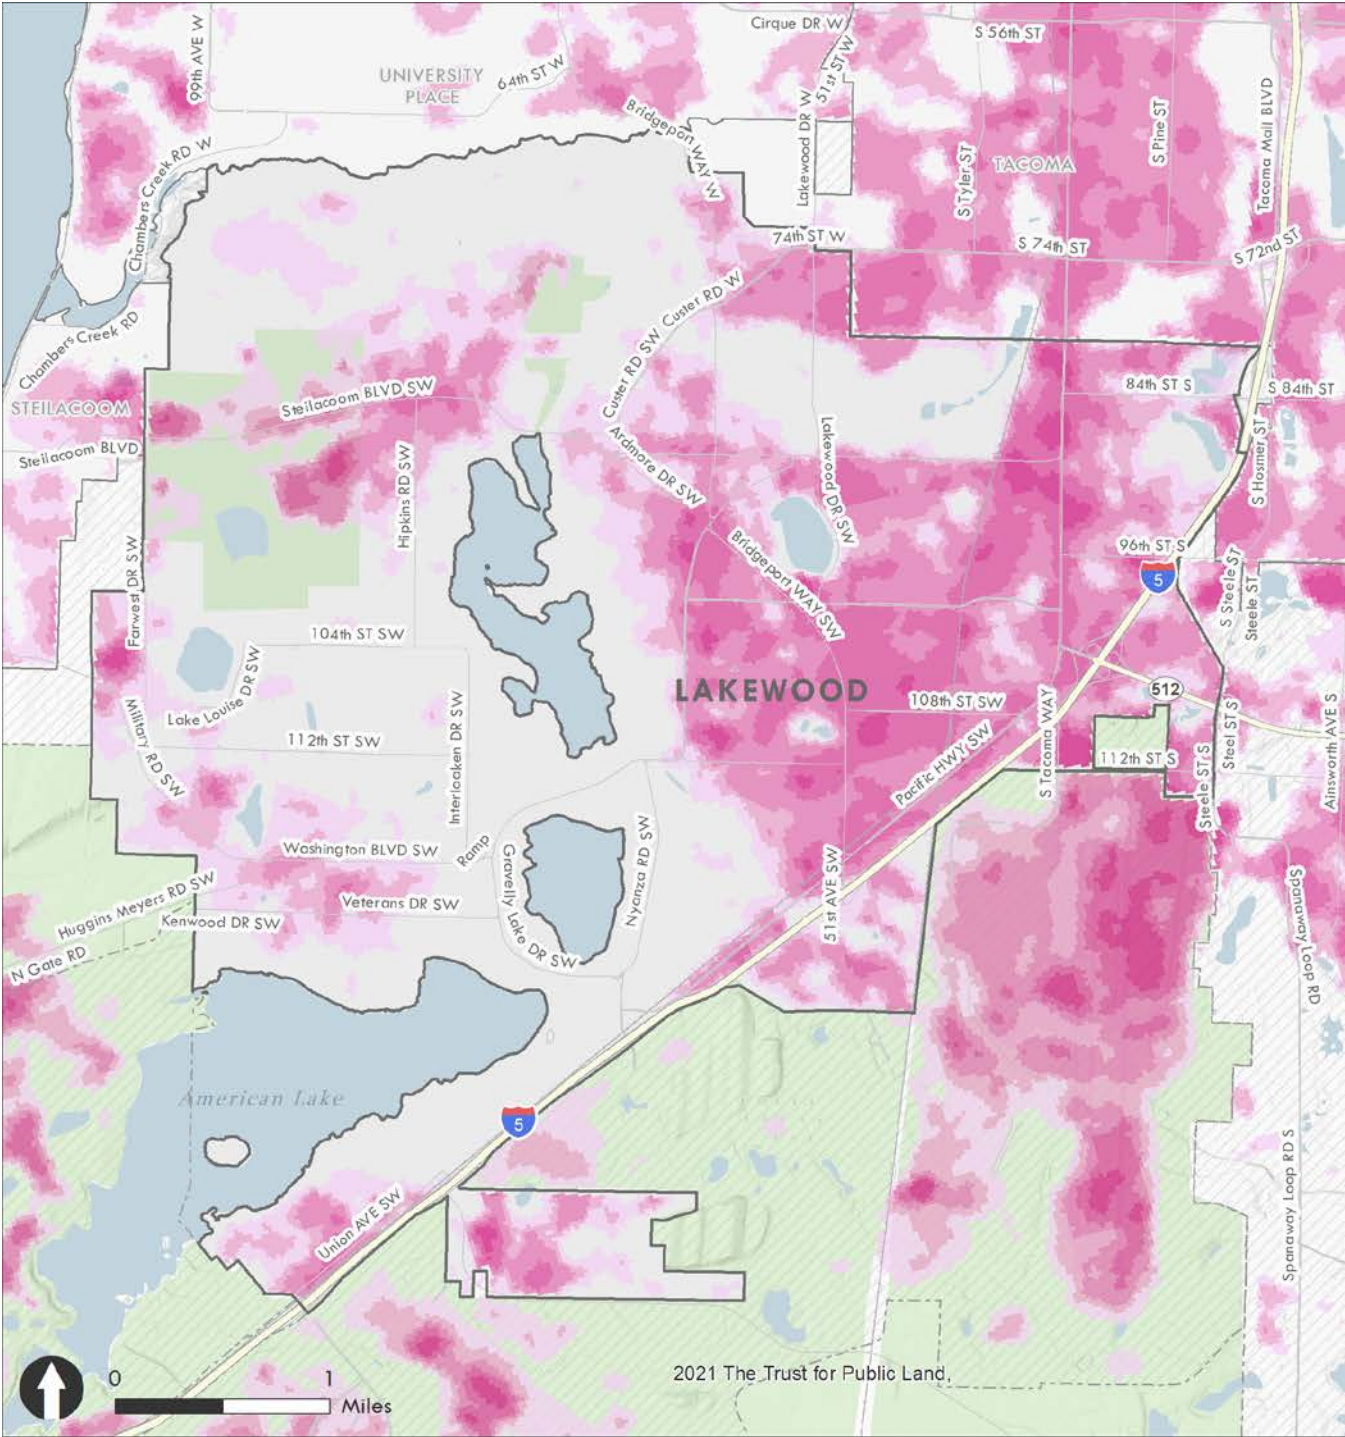 Cirque DR W
S 56th ST
99th AVE W
UNIVERSITY
PLACE
64th ST W
51st ST W
Bridgeport WAY W
Lakewood DR W
S Tyler ST
TACOMA
S Pine ST
Tacoma Mall BLVD
Chambers Creek RD W
74th ST W
S 74th ST
S 72nd ST
Custer RD W
Chambers Creek RD
Custer RD SW
STEILACOOM
Steilacoom BLVD SW
84th ST S
S 84th ST
Steilacoom BLVD
Hipkins RD SW
Ardmore DR SW
Lakewood DR SW
S Hosmer ST
Bridgeport WAY SW
96th ST S
5
Farwest DR SW
S Steele ST
Steele ST
104th ST SW
Lake Louise DR SW
LAKEWOOD
108th ST SW
512
Military RD SW
112th ST SW
Interlaaken DR SW
Pacific HWY SW
S Tacoma WAY
112th ST S
Steel ST S
Steele ST S
Ainsworth AVE S
Washington BLVD SW
Ramp
Gravelly Lake DR SW
Nyanza RD SW
51st AVE SW
Huggins Meyers RD SW
Veterans DR SW
Kenwood DR SW
N Gate RD
Spanaway Loop RD
American Lake
5
Union AVE SW
Spanaway Loop RD S
2021 The Trust for Public Land,
0 1
Miles